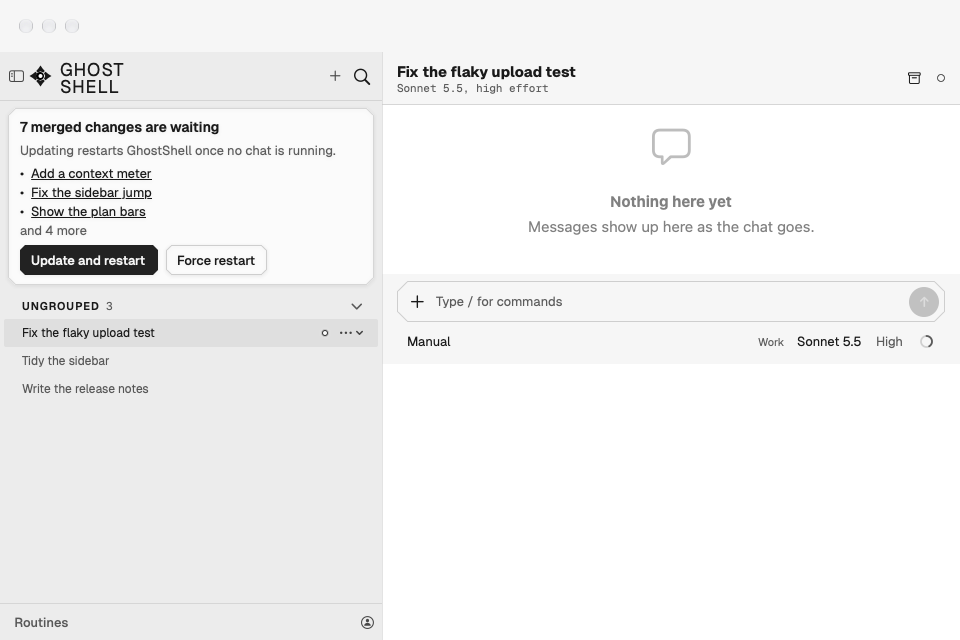 GHOST
SHELL
7 merged changes are waiting
Updating restarts GhostShell once no chat is running.
• Add a context meter
• Fix the sidebar jump
• Show the plan bars
and 4 more
Update and restart
Force restart
UNGROUPED 3
Fix the flaky upload test
Tidy the sidebar
Write the release notes
Routines
Fix the flaky upload test
Sonnet 5.5, high effort
Nothing here yet
Messages show up here as the chat goes.
Type / for commands
Manual
Work Sonnet 5.5 High